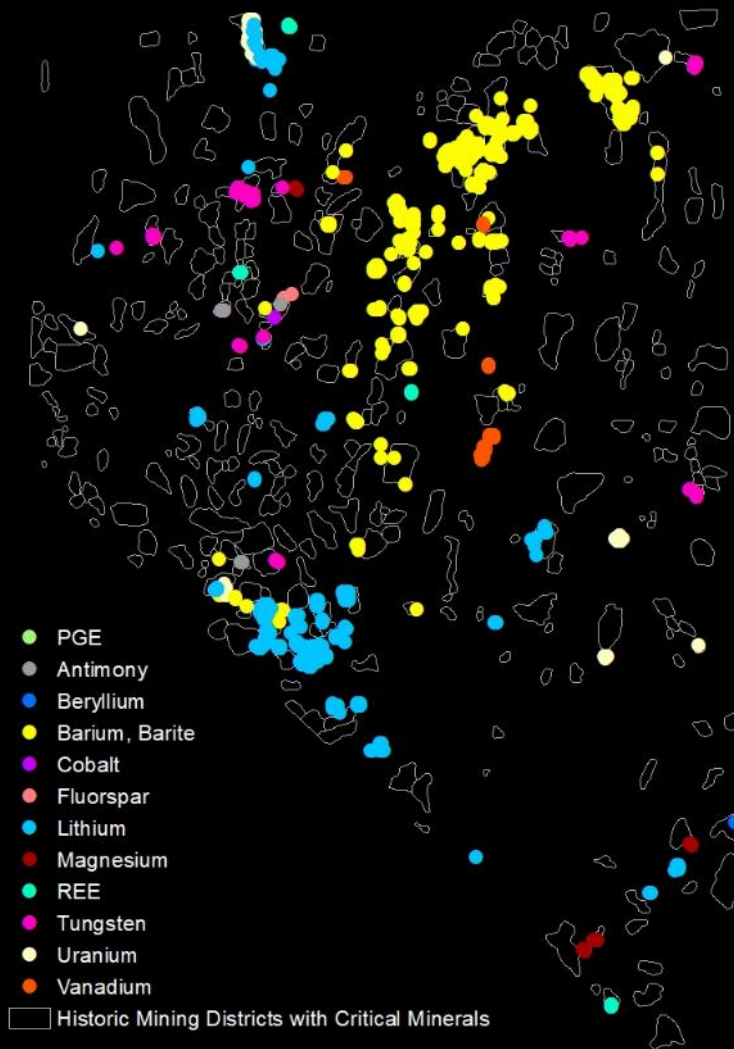 PGE
Antimony
Beryllium
Barium, Barite
Cobalt
Fluorspar
Lithium
Magnesium
REE
Tungsten
Uranium
Vanadium
Historic Mining Districts with Critical Minerals